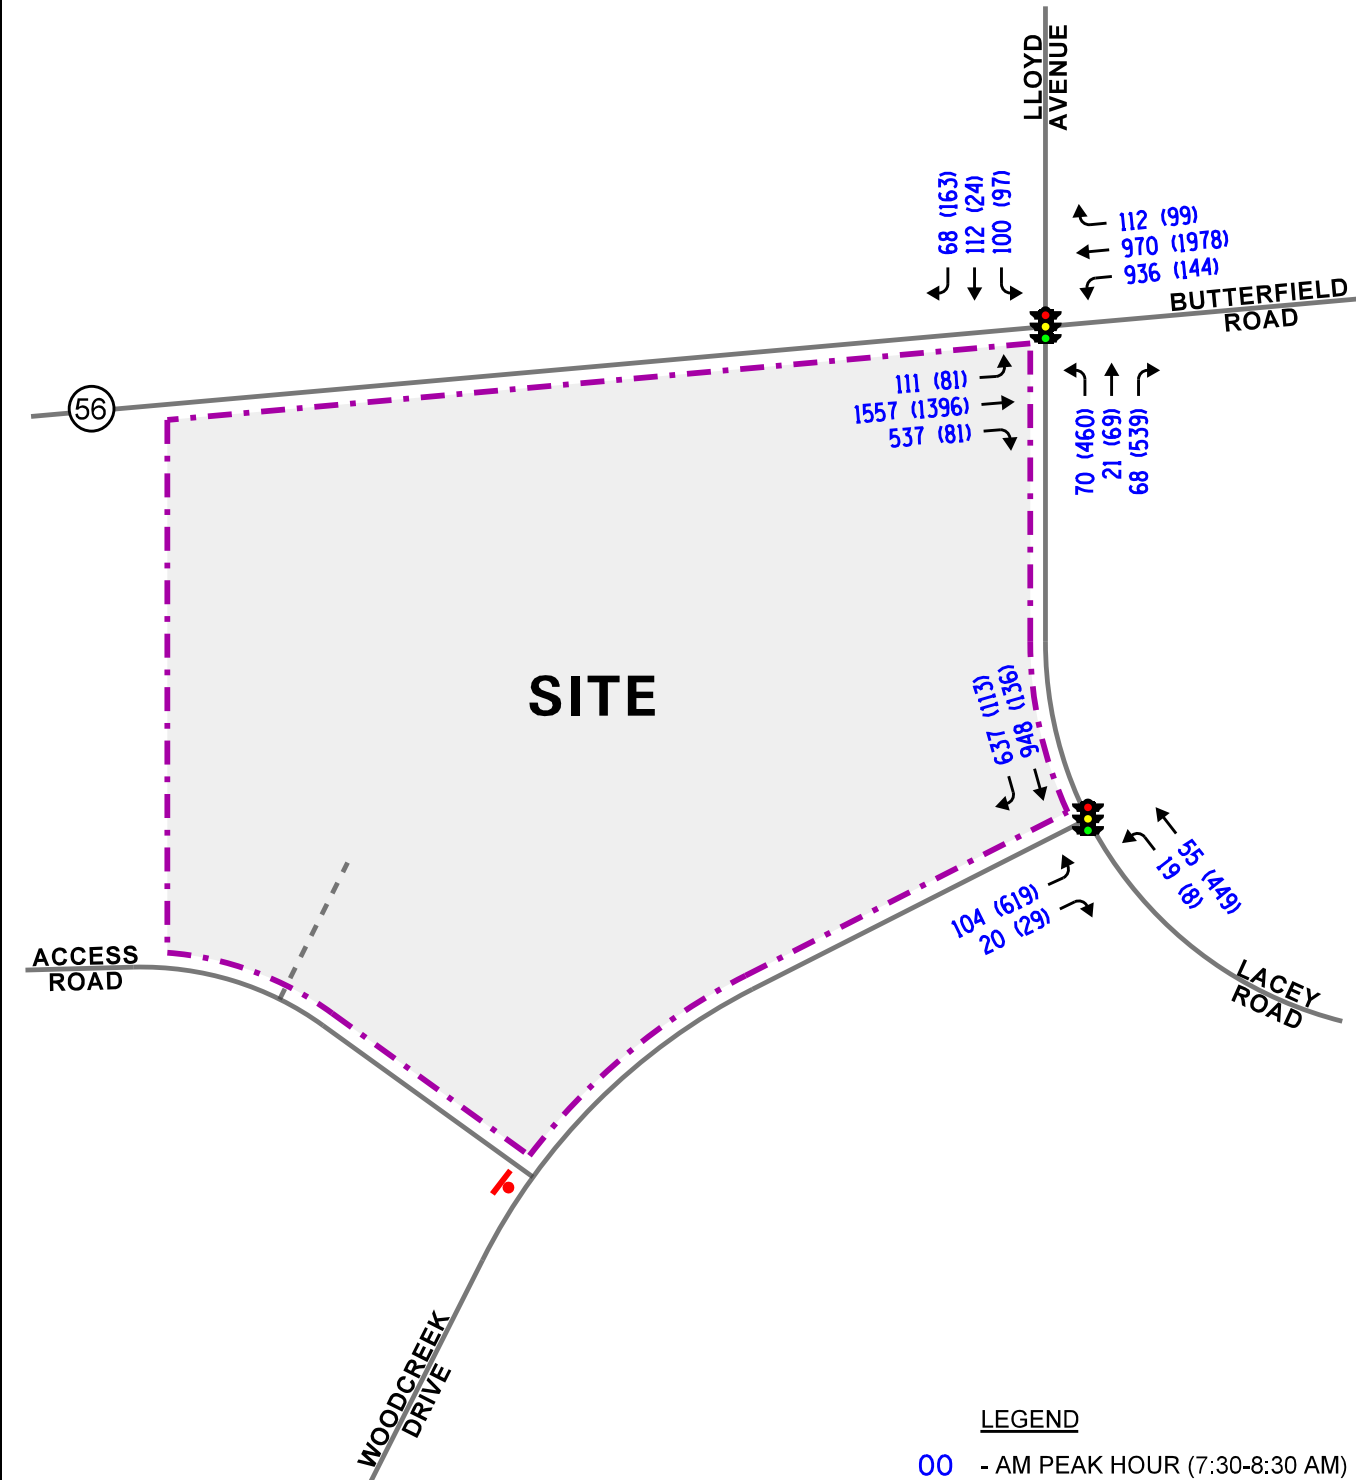 LLOYD
AVENUE
68 (163)
112 (24)
100 (97)
112 (99)
970 (1978)
936 (144)
BUTTERFIELD
ROAD
56
111 (81)
1557 (1396)
537 (81)
70 (460)
21 (69)
68 (539)
SITE
637 (113)
948 (136)
55 (449)
19 (8)
104 (619)
20 (29)
ACCESS
ROAD
LACEY
ROAD
WOODCREEK
DRIVE
LEGEND
00 - AM PEAK HOUR (7:30-8:30 AM)